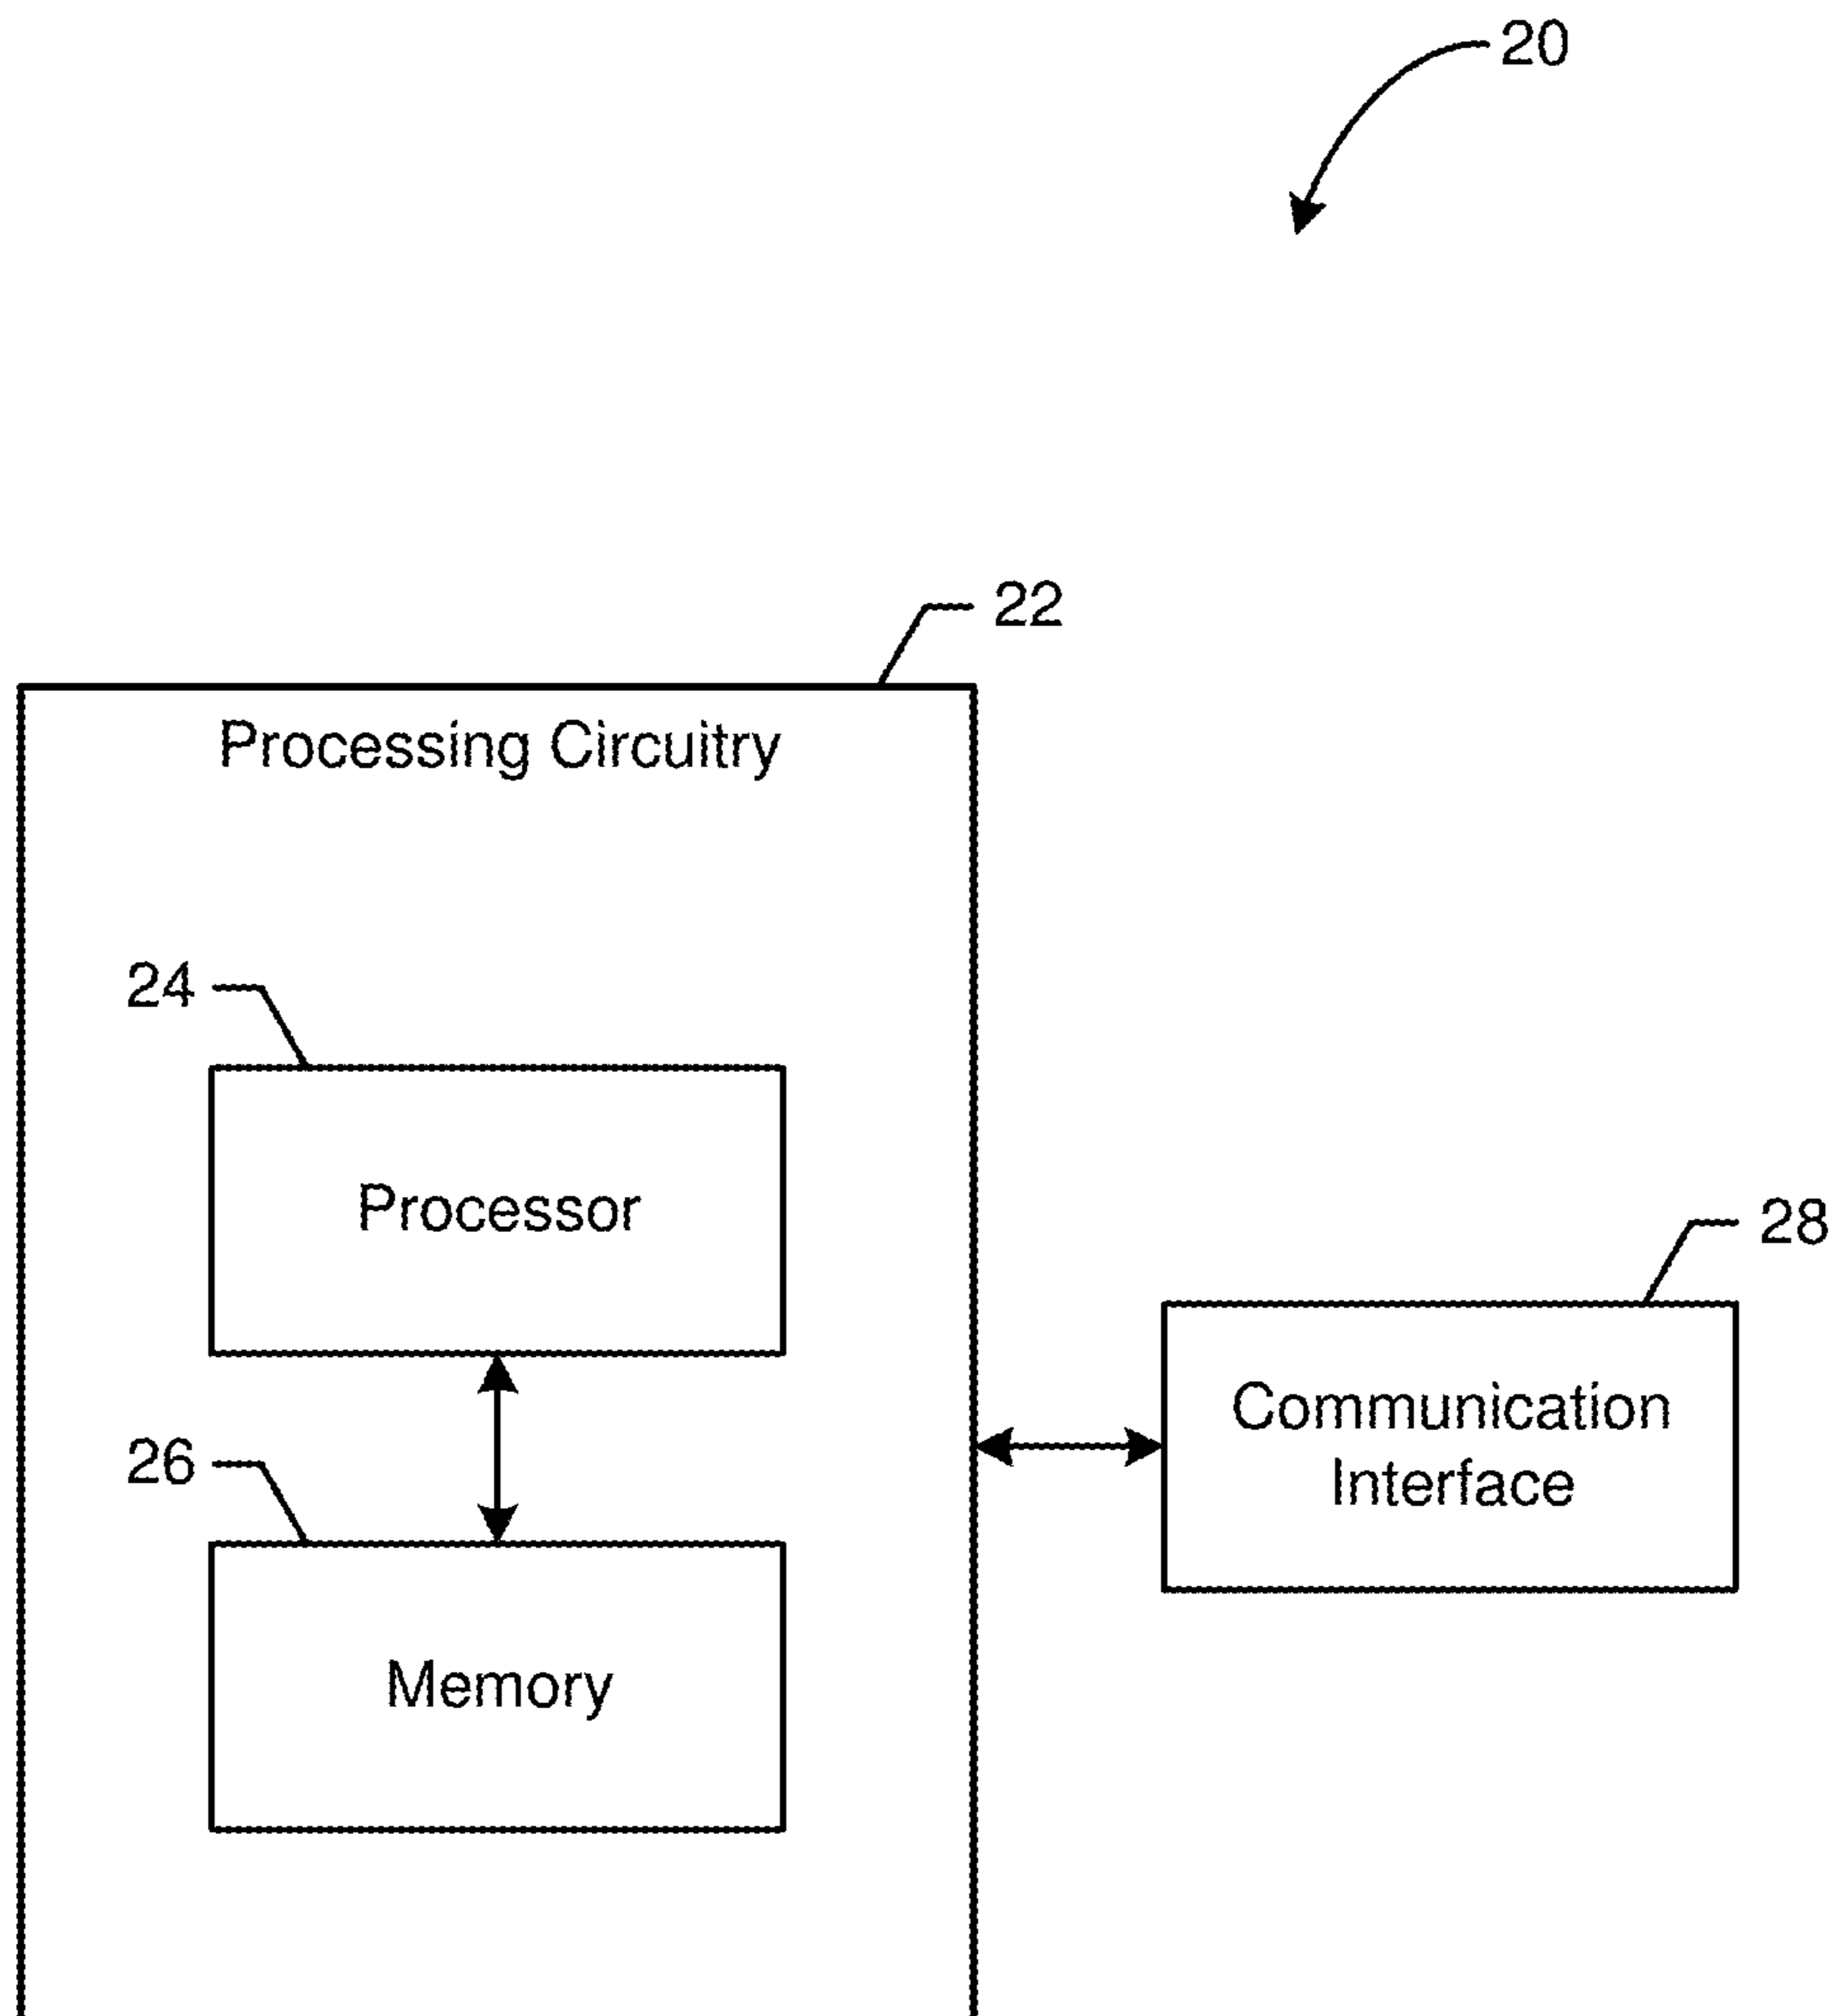 20
22
Processing Circuitry
24
Processor
28
Communication
Interface
26
Memory